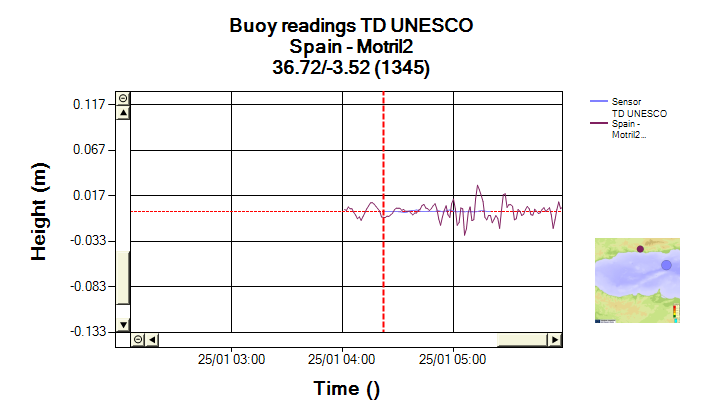 Buoy readings TD UNESCO
Spain - Motril2
36.72/-3.52 (1345)
0.117
0.067
0.017
-0.033
-0.083
-0.133
Height (m)
25/01 03:00
25/01 04:00
25/01 05:00
Time ()
Sensor
TD UNESCO
Spain -
Motril2...